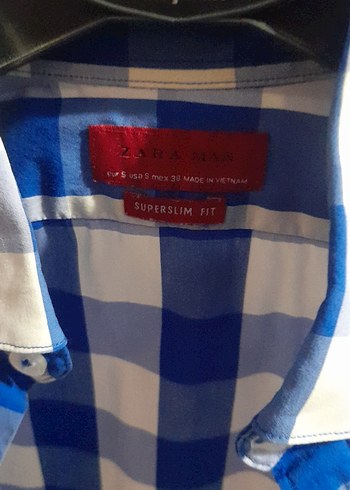 ZARA MAN
eur S usa S mex 38 MADE IN VIETNAM
SUPERSLIM FIT